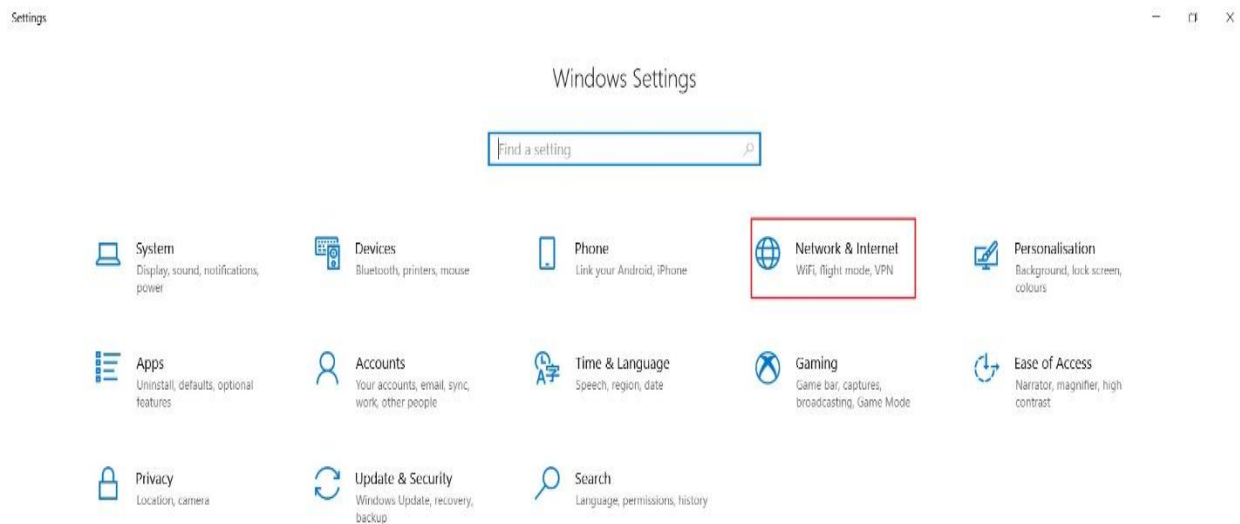 Settings
Windows Settings
Find a setting
System
Display, sound, notifications,
power
Devices
Bluetooth, printers, mouse
Phone
Link your Android, iPhone
Network & Internet
WiFi, flight mode, VPN
Personalisation
Background, lock screen,
colours
Apps
Uninstall, defaults, optional
features
Accounts
Your accounts, email, sync,
work, other people
Time & Language
Speech, region, date
Gaming
Game bar, captures,
broadcasting, Game Mode
Ease of Access
Narrator, magnifier, high
contrast
Privacy
Location, camera
Update & Security
Windows Update, recovery,
backup
Search
Language, permissions, history